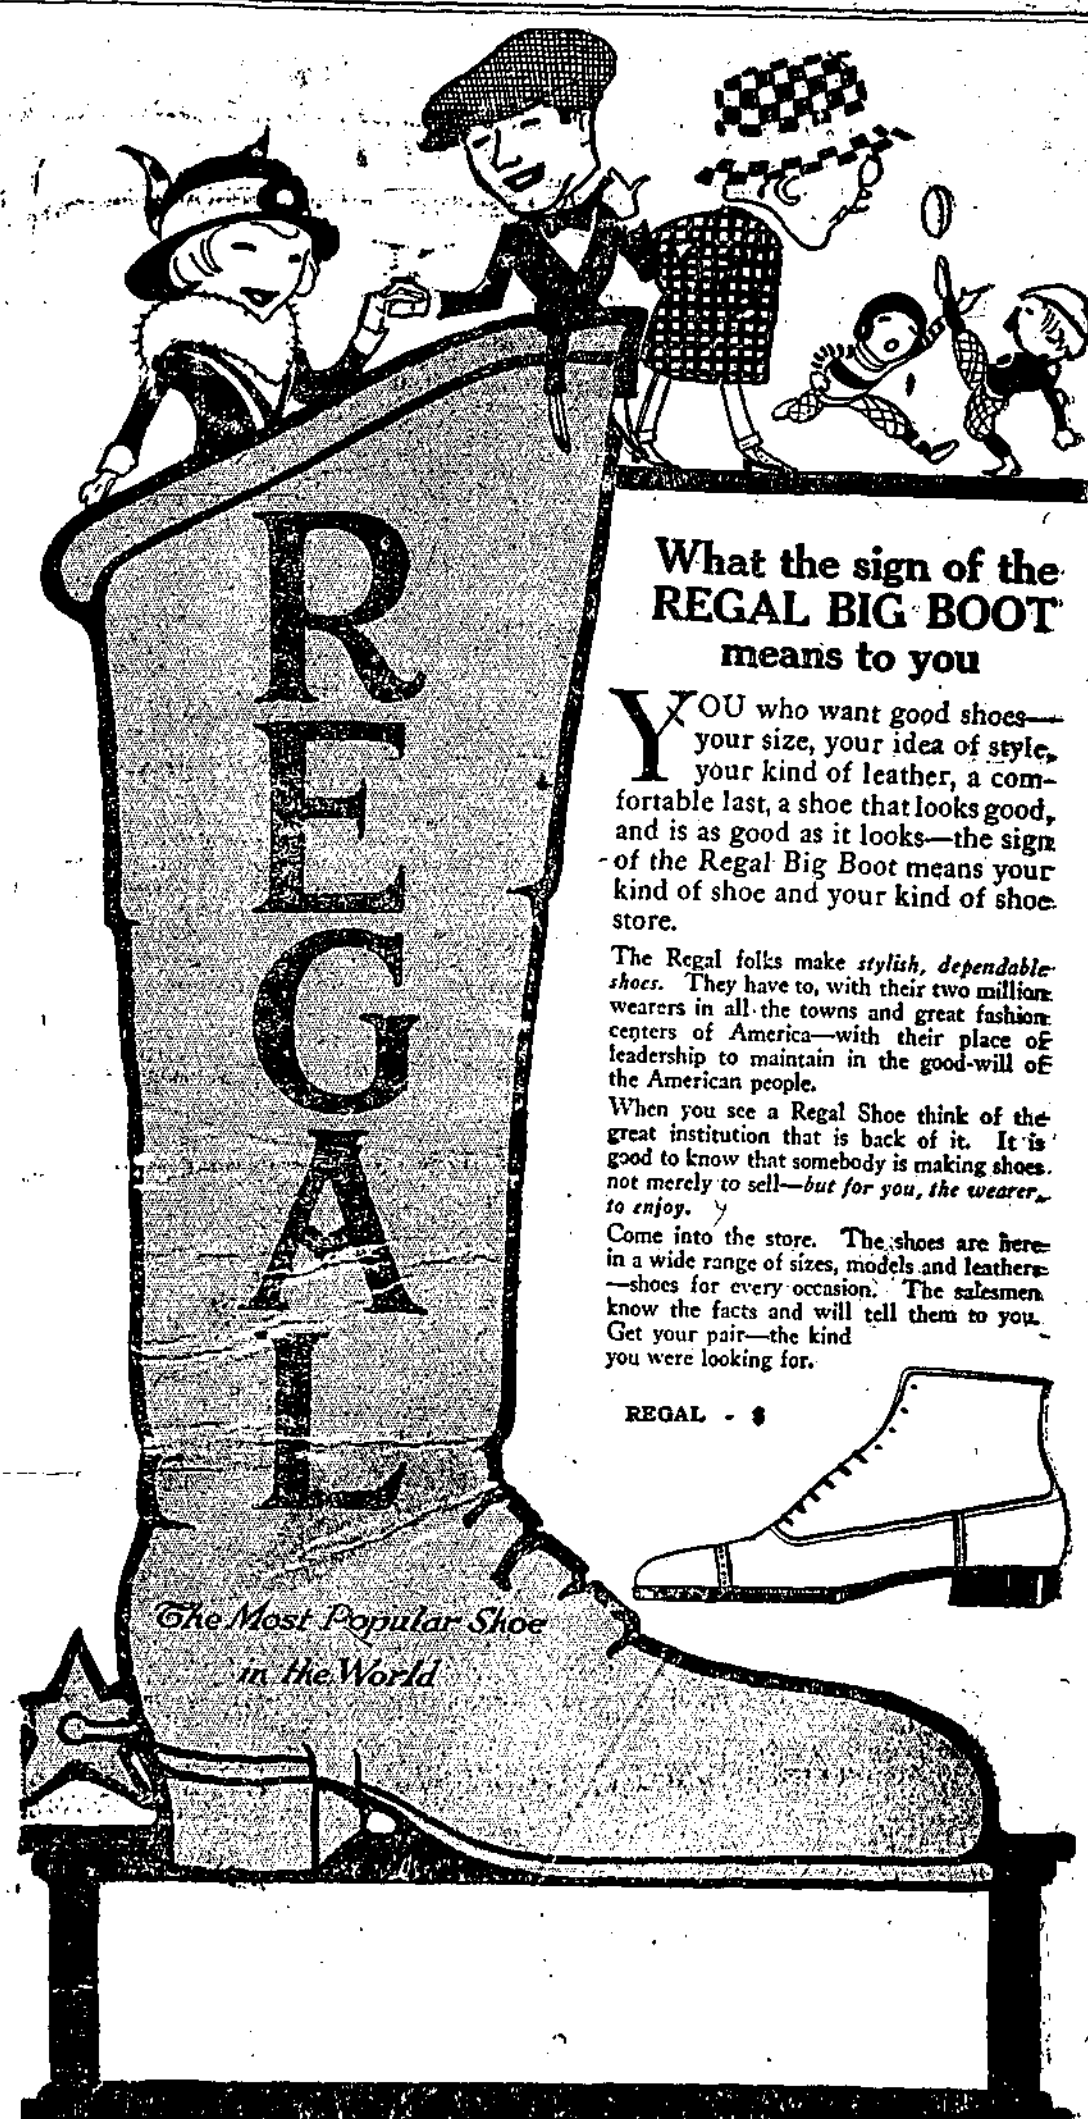 REGAL
The Most Popular Shoe
in the World
What the sign of the
REGAL BIG BOOT
means to you
YOU who want good shoes—
your size, your idea of style,
your kind of leather, a com-
fortable last, a shoe that looks good,
and is as good as it looks—the sign
of the Regal Big Boot means your
kind of shoe and your kind of shoe
store.
The Regal folks make stylish, dependable
shoes. They have to, with their two million
wearers in all the towns and great fashion
centers of America—with their place of
leadership to maintain in the good-will of
the American people.
When you see a Regal Shoe think of the
great institution that is back of it. It is
good to know that somebody is making shoes
not merely to sell—but for you, the wearer,
to enjoy.
Come into the store. The shoes are here
in a wide range of sizes, models and leathers
—shoes for every occasion. The salesmen
know the facts and will tell them to you.
Get your pair—the kind
you were looking for.
REGAL - $